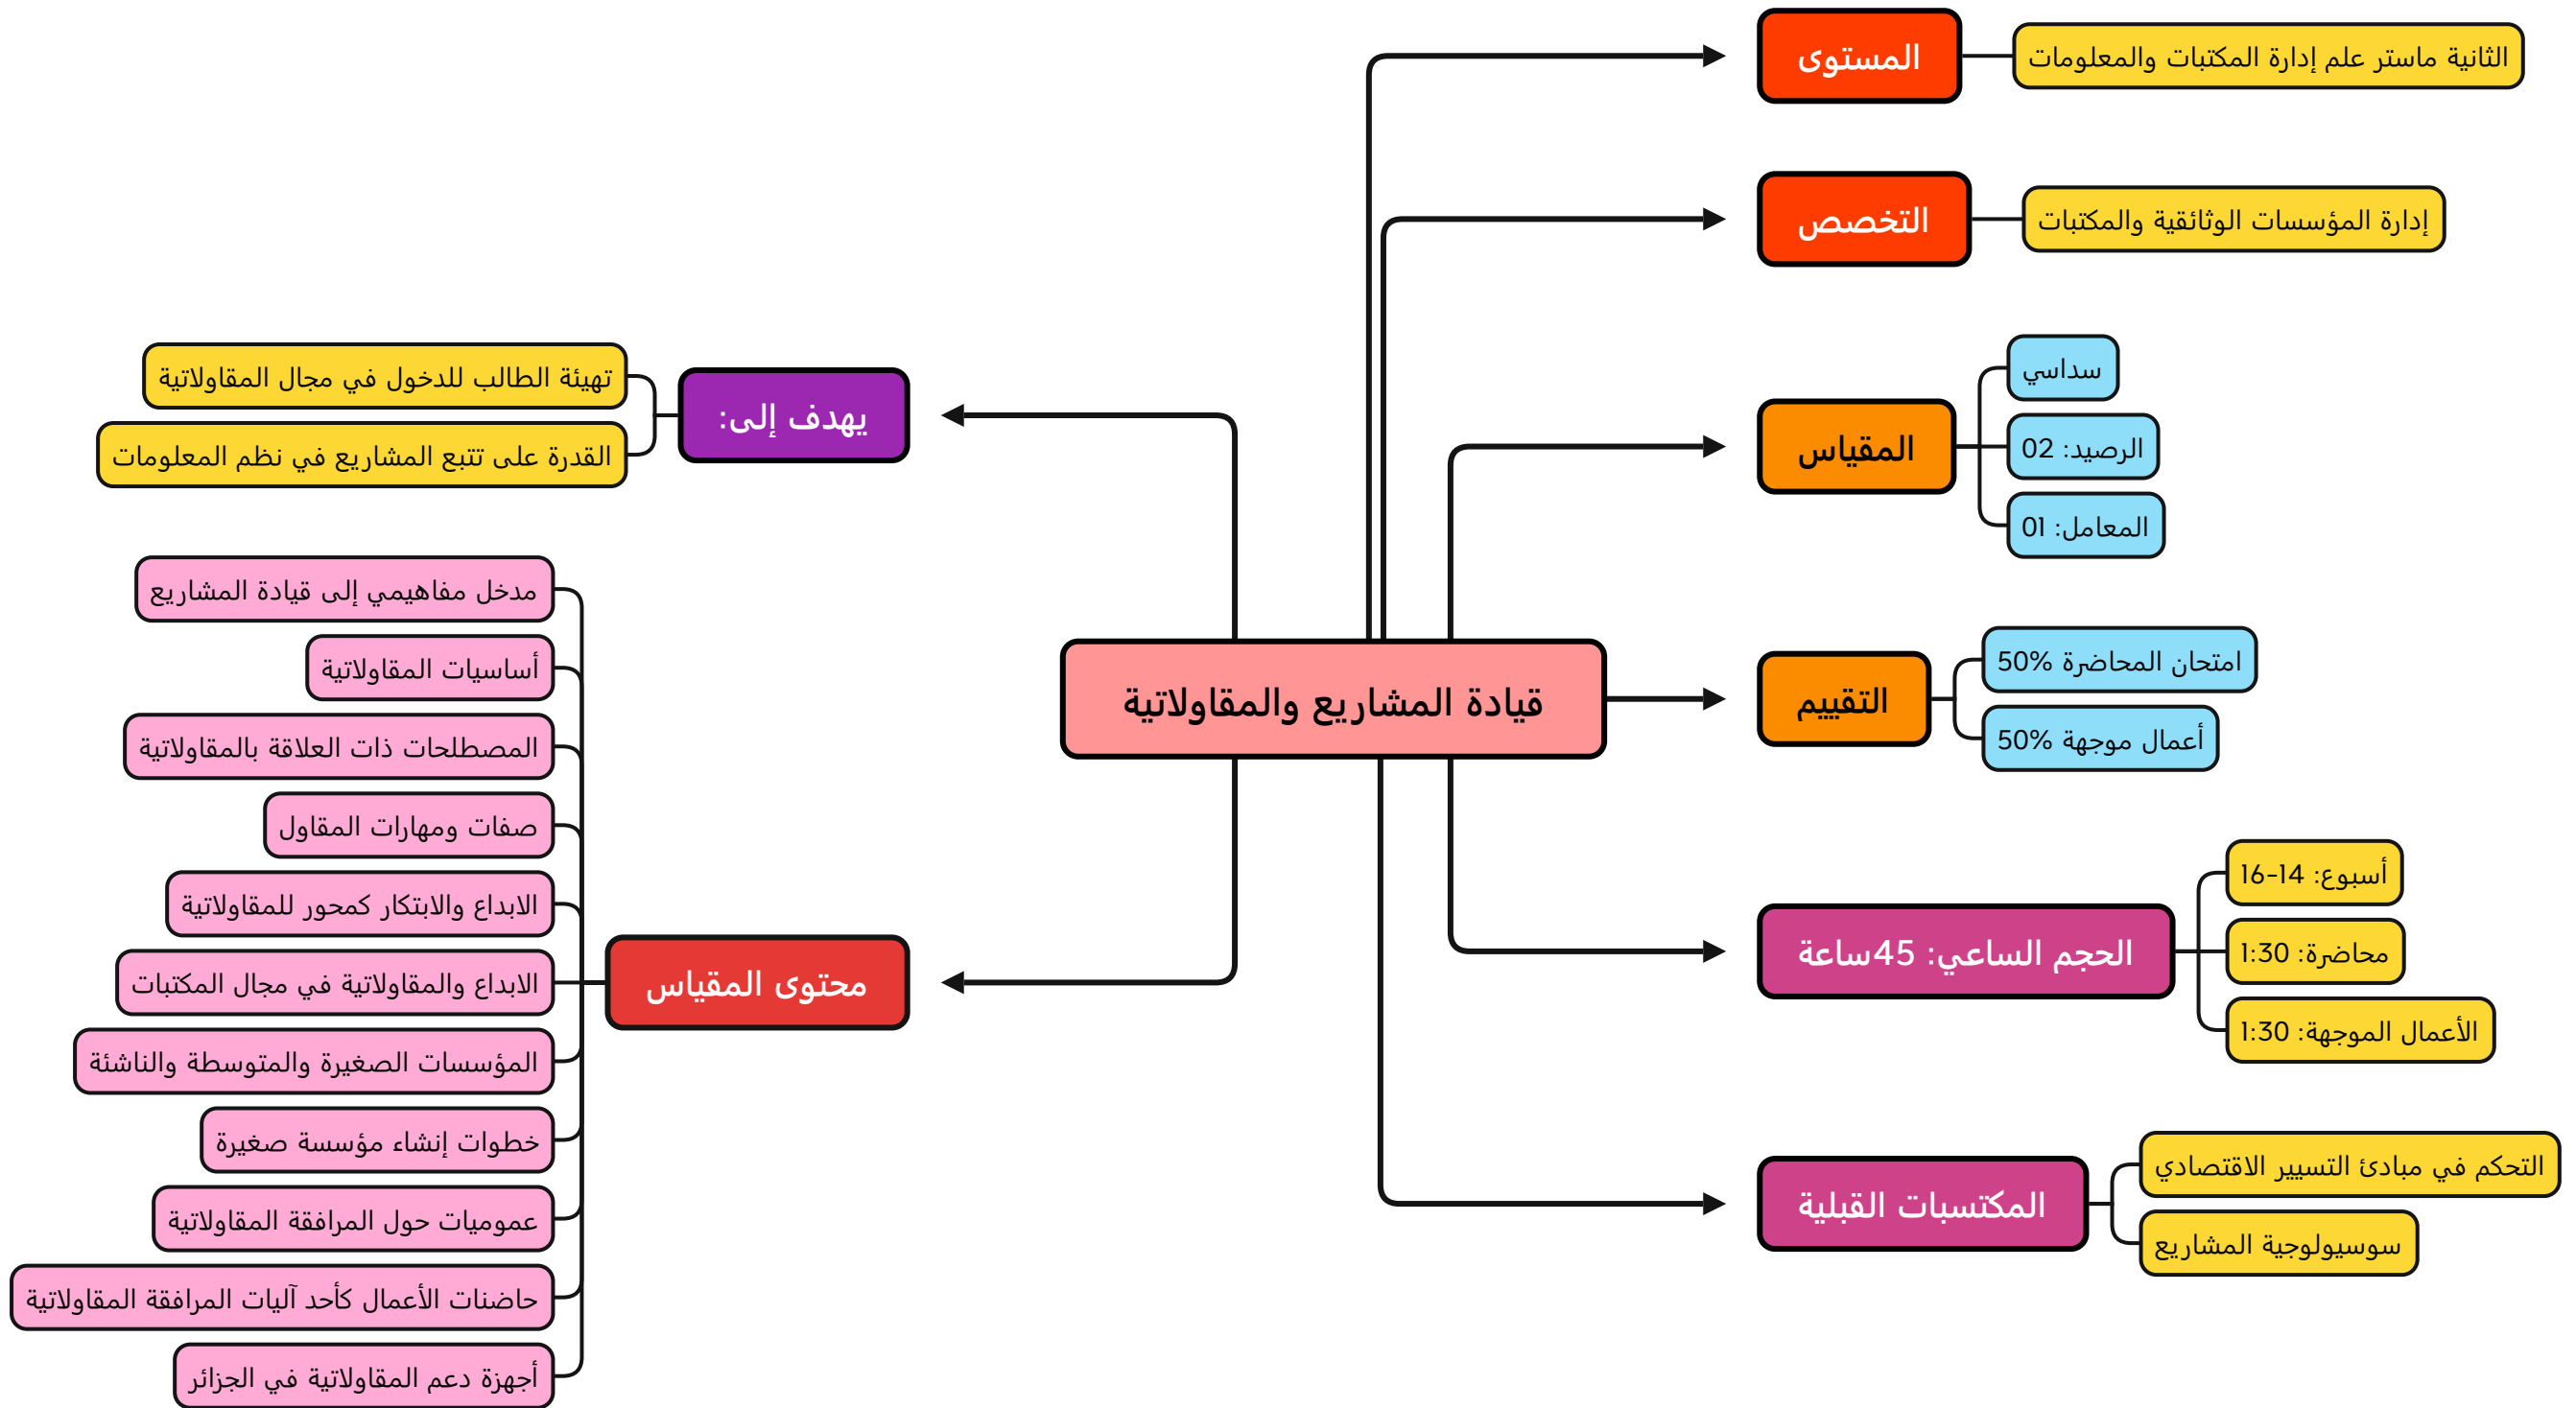 قيادة المشاريع والمقاولاتية
المستوى
الثانية ماستر علم إدارة المكتبات والمعلومات
التخصص
إدارة المؤسسات الوثائقية والمكتبات
المقياس
سداسي
الرصيد: 02
المعامل: 01
التقييم
امتحان المحاضرة 50%
أعمال موجهة 50%
الحجم الساعي: 45ساعة
أسبوع: 14-16
محاضرة: 1:30
الأعمال الموجهة: 1:30
المكتسبات القبلية
التحكم في مبادئ التسيير الاقتصادي
سوسيولوجية المشاريع
يهدف إلى:
تهيئة الطالب للدخول في مجال المقاولاتية
القدرة على تتبع المشاريع في نظم المعلومات
محتوى المقياس
مدخل مفاهيمي إلى قيادة المشاريع
أساسيات المقاولاتية
المصطلحات ذات العلاقة بالمقاولاتية
صفات ومهارات المقاول
الابداع والابتكار كمحور للمقاولاتية
الابداع والمقاولاتية في مجال المكتبات
المؤسسات الصغيرة والمتوسطة والناشئة
خطوات إنشاء مؤسسة صغيرة
عموميات حول المرافقة المقاولاتية
حاضنات الأعمال كأحد آليات المرافقة المقاولاتية
أجهزة دعم المقاولاتية في الجزائر